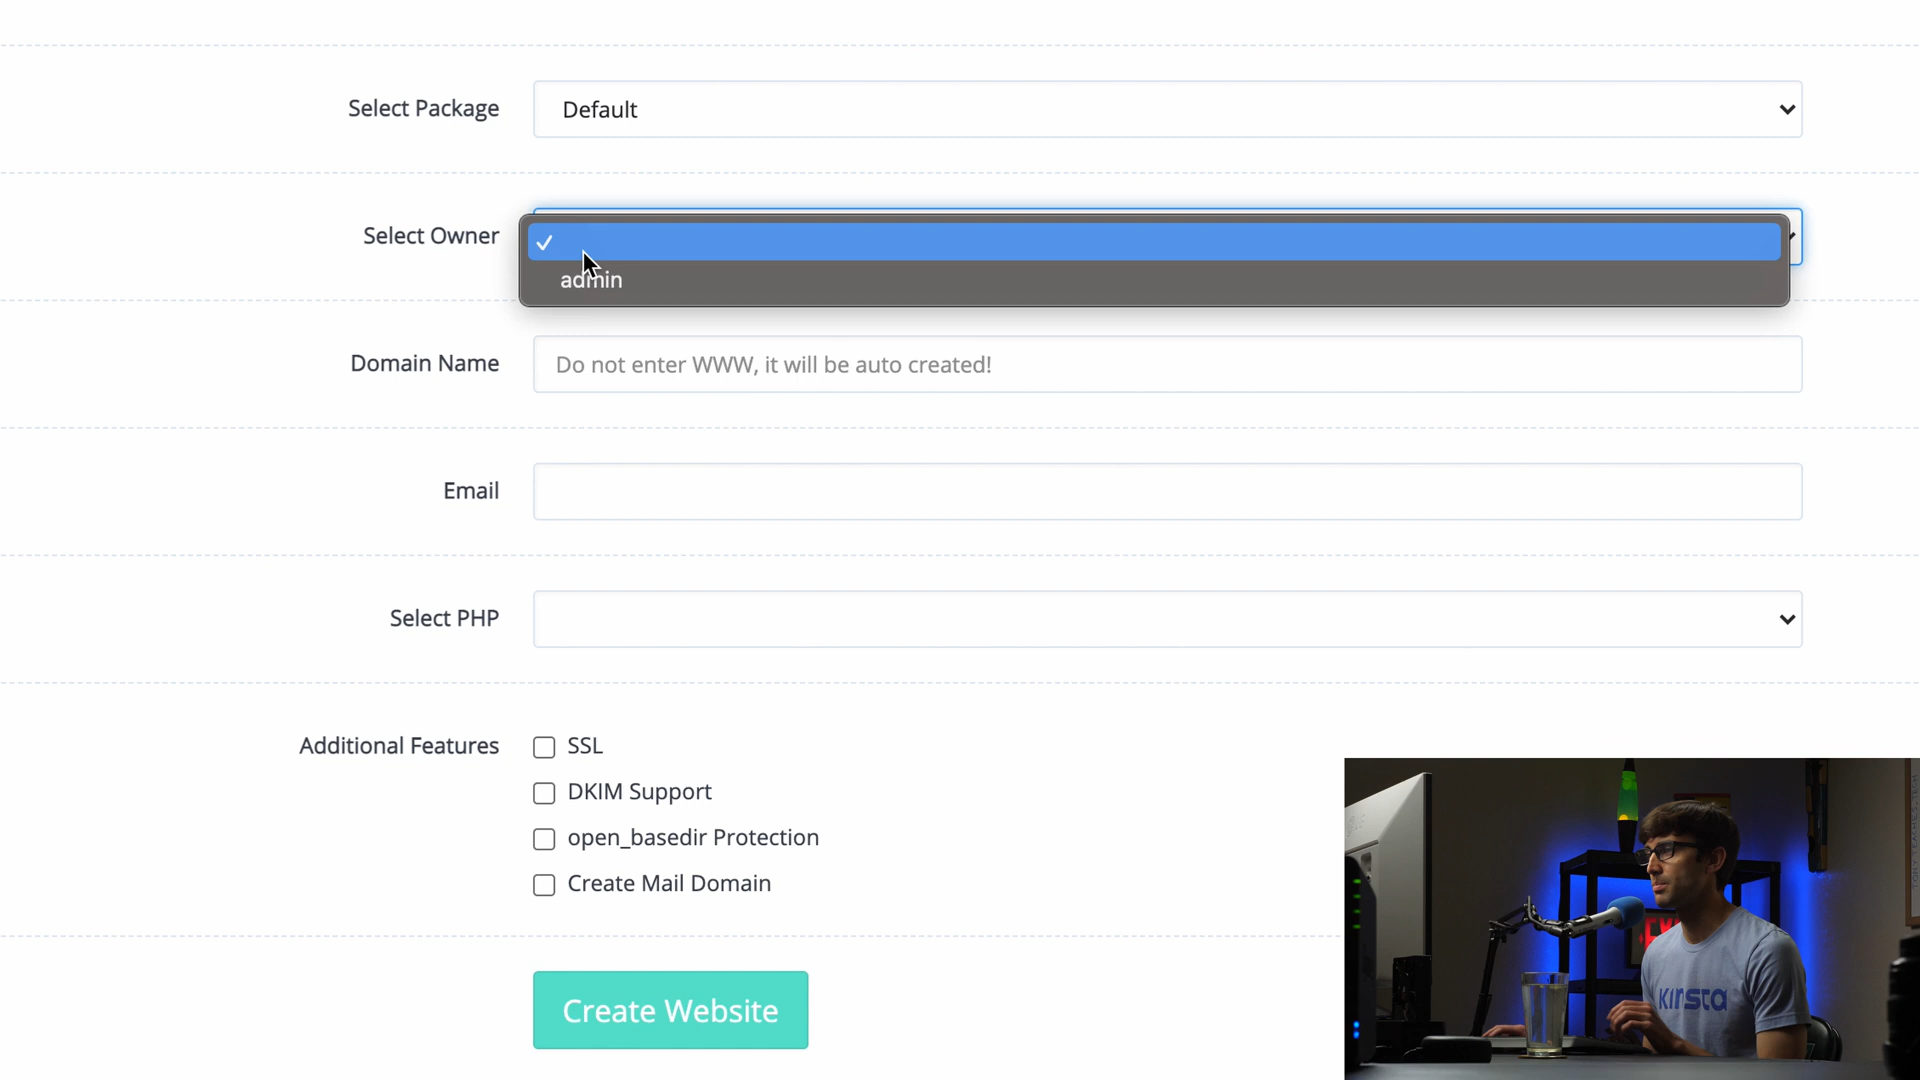 Select Package
Default
Select Owner
admin
Domain Name
Do not enter WWW, it will be auto created!
Email
Select PHP
Additional Features
SSL
DKIM Support
open_basedir Protection
Create Mail Domain
Create Website
KINSTA